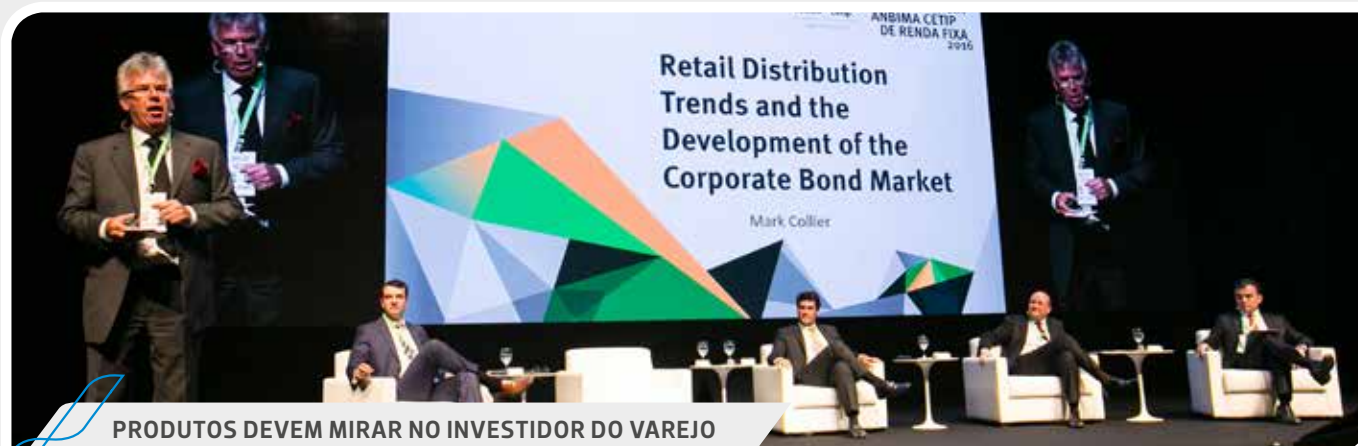 ANBIMA CETIP
DE RENDA FIXA
2016
Retail Distribution
Trends and the
Development of the
Corporate Bond Market
Mark Collier
PRODUTOS DEVEM MIRAR NO INVESTIDOR DO VAREJO